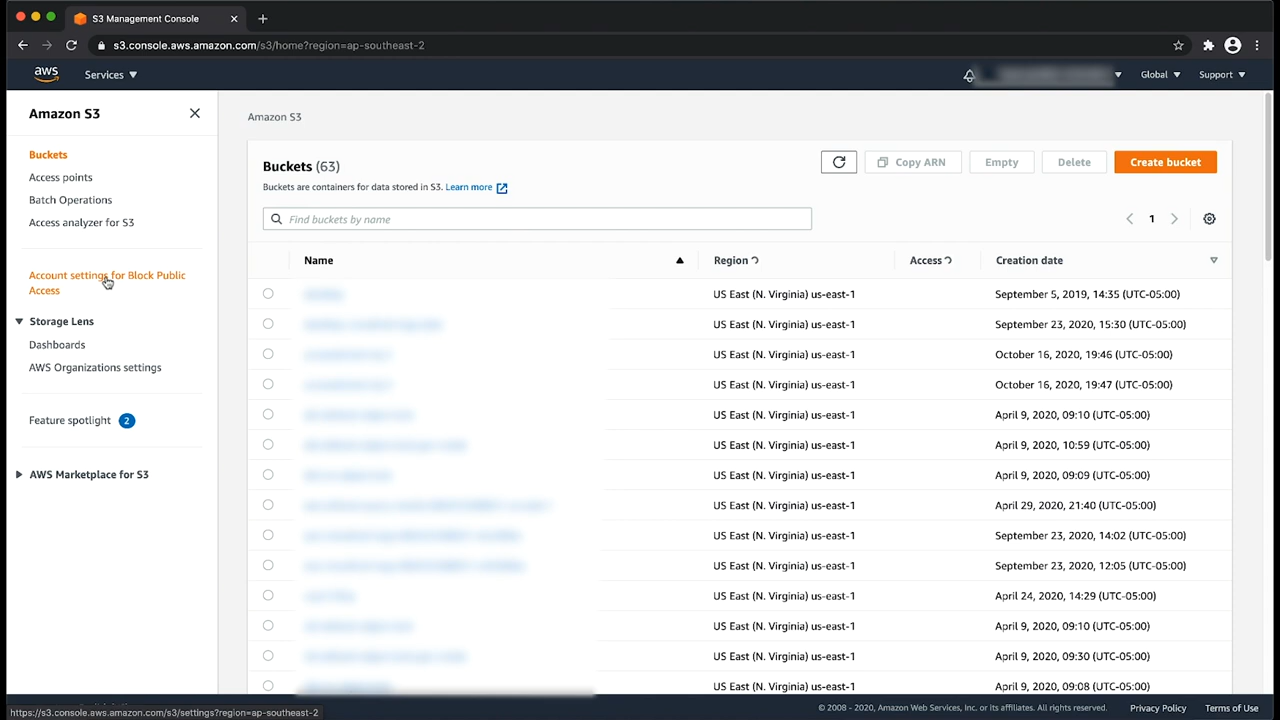 S3 Management Console
s3.console.aws.amazon.com/s3/home?region=ap-southeast-2
aws
Services
Global
Support
Amazon S3
Buckets
Access points
Batch Operations
Access analyzer for S3
Account settings for Block Public
Access
Storage Lens
Dashboards
AWS Organizations settings
Feature spotlight 2
AWS Marketplace for S3
Amazon S3
Buckets (63)
Copy ARN
Empty
Delete
Create bucket
Buckets are containers for data stored in S3. Learn more
Find buckets by name
1
Name Region Access Creation date
US East (N. Virginia) us-east-1 September 5, 2019, 14:35 (UTC-05:00)
US East (N. Virginia) us-east-1 September 23, 2020, 15:30 (UTC-05:00)
US East (N. Virginia) us-east-1 October 16, 2020, 19:46 (UTC-05:00)
US East (N. Virginia) us-east-1 October 16, 2020, 19:47 (UTC-05:00)
US East (N. Virginia) us-east-1 April 9, 2020, 09:10 (UTC-05:00)
US East (N. Virginia) us-east-1 April 9, 2020, 10:59 (UTC-05:00)
US East (N. Virginia) us-east-1 April 9, 2020, 09:09 (UTC-05:00)
US East (N. Virginia) us-east-1 April 29, 2020, 21:40 (UTC-05:00)
US East (N. Virginia) us-east-1 September 23, 2020, 14:02 (UTC-05:00)
US East (N. Virginia) us-east-1 September 23, 2020, 12:05 (UTC-05:00)
US East (N. Virginia) us-east-1 April 24, 2020, 14:29 (UTC-05:00)
US East (N. Virginia) us-east-1 April 9, 2020, 09:10 (UTC-05:00)
US East (N. Virginia) us-east-1 April 9, 2020, 09:30 (UTC-05:00)
US East (N. Virginia) us-east-1 April 9, 2020, 09:08 (UTC-05:00)
https://s3.console.aws.amazon.com/s3/settings?region=ap-southeast-2
© 2008 - 2020, Amazon Web Services, Inc. or its affiliates. All rights reserved.
Privacy Policy
Terms of Use